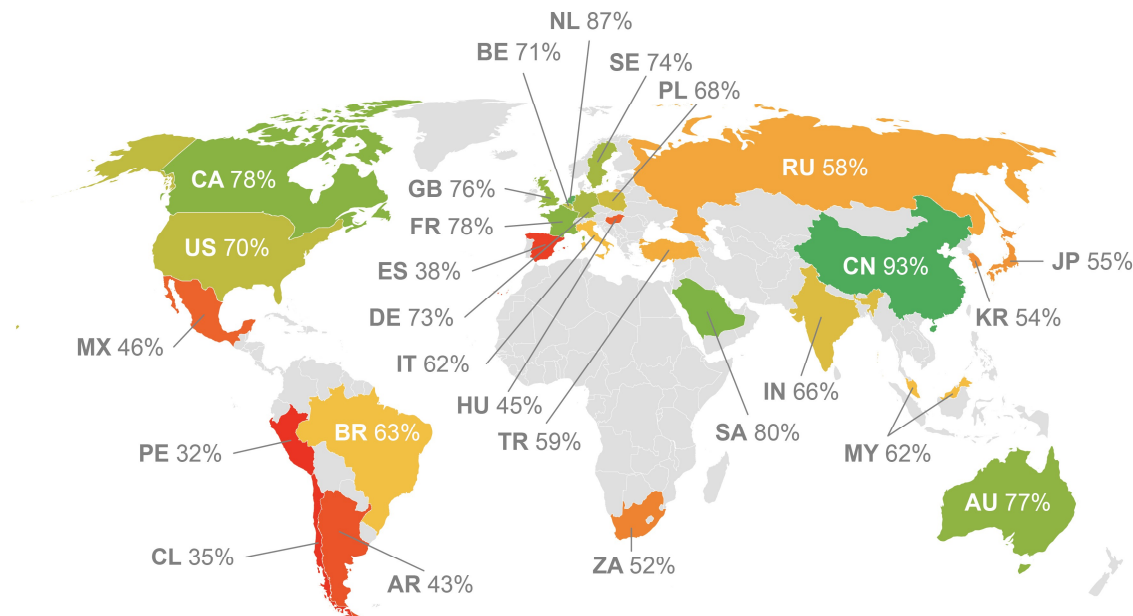 NL 87%
BE 71%
SE 74%
PL 68%
CA 78%
GB 76%
RU 58%
FR 78%
US 70%
ES 38%
CN 93%
JP 55%
DE 73%
KR 54%
MX 46%
IT 62%
IN 66%
HU 45%
TR 59%
SA 80%
BR 63%
PE 32%
MY 62%
AU 77%
CL 35%
ZA 52%
AR 43%